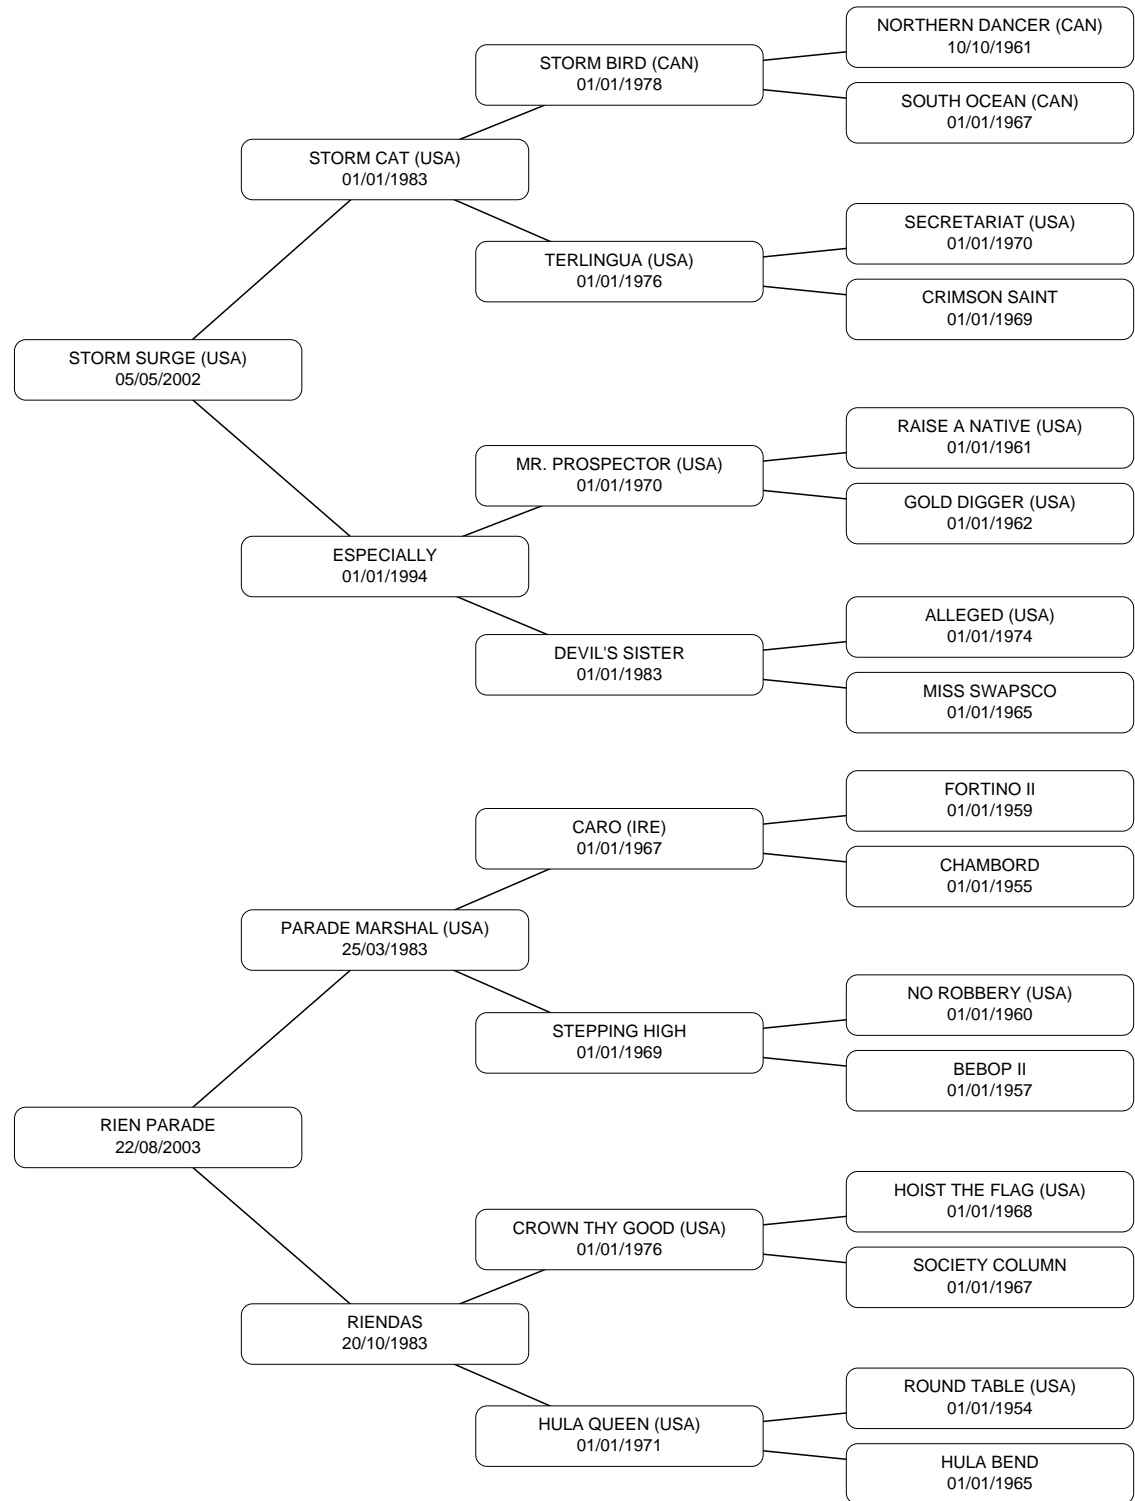 NORTHERN DANCER (CAN)
10/10/1961
STORM BIRD (CAN)
01/01/1978
SOUTH OCEAN (CAN)
01/01/1967
STORM CAT (USA)
01/01/1983
SECRETARIAT (USA)
01/01/1970
TERLINGUA (USA)
01/01/1976
CRIMSON SAINT
01/01/1969
STORM SURGE (USA)
05/05/2002
RAISE A NATIVE (USA)
01/01/1961
MR. PROSPECTOR (USA)
01/01/1970
GOLD DIGGER (USA)
01/01/1962
ESPECIALLY
01/01/1994
ALLEGED (USA)
01/01/1974
DEVIL'S SISTER
01/01/1983
MISS SWAPSCO
01/01/1965
FORTINO II
01/01/1959
CARO (IRE)
01/01/1967
CHAMBORD
01/01/1955
PARADE MARSHAL (USA)
25/03/1983
NO ROBBERY (USA)
01/01/1960
STEPPING HIGH
01/01/1969
BEBOP II
01/01/1957
RIEN PARADE
22/08/2003
HOIST THE FLAG (USA)
01/01/1968
CROWN THY GOOD (USA)
01/01/1976
SOCIETY COLUMN
01/01/1967
RIENDAS
20/10/1983
ROUND TABLE (USA)
01/01/1954
HULA QUEEN (USA)
01/01/1971
HULA BEND
01/01/1965